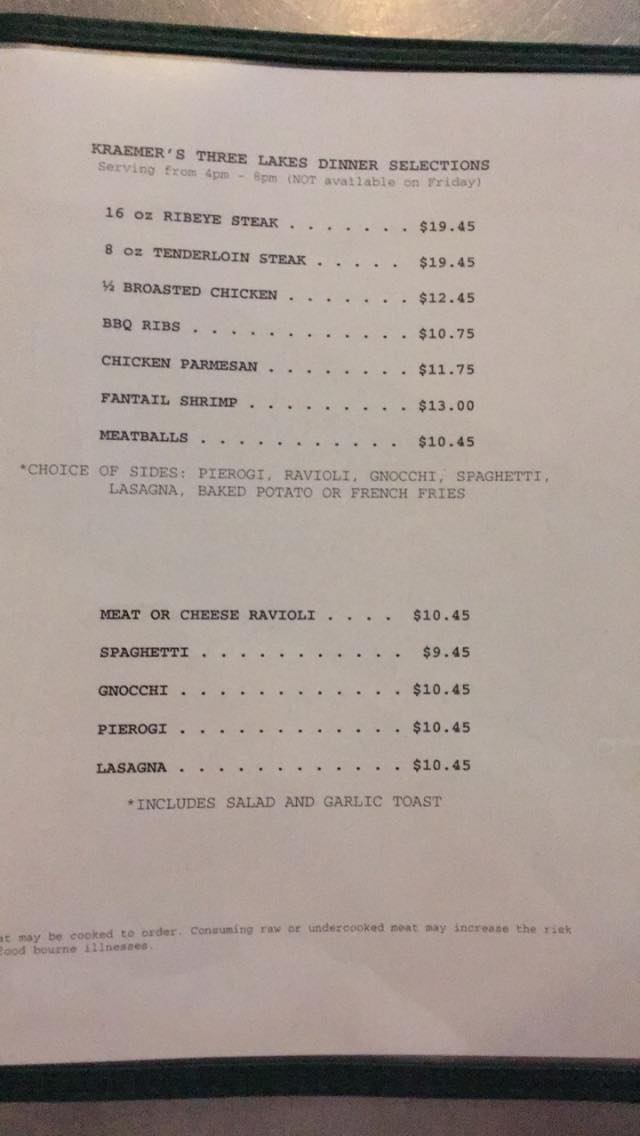 KRAEMER'S THREE LAKES DINNER SELECTIONS
Serving from 4pm - 8pm (NOT available on Friday)
16 oz RIBEYE STEAK . . . . . . . $19.45
8 oz TENDERLOIN STEAK . . . . . $19.45
½ BROASTED CHICKEN . . . . . . . $12.45
BBQ RIBS . . . . . . . . . . . . $10.75
CHICKEN PARMESAN . . . . . . . . $11.75
FANTAIL SHRIMP . . . . . . . . . $13.00
MEATBALLS . . . . . . . . . . . $10.45
*CHOICE OF SIDES: PIEROGI, RAVIOLI, GNOCCHI, SPAGHETTI,
LASAGNA, BAKED POTATO OR FRENCH FRIES
MEAT OR CHEESE RAVIOLI . . . . $10.45
SPAGHETTI . . . . . . . . . . . $9.45
GNOCCHI . . . . . . . . . . . . $10.45
PIEROGI . . . . . . . . . . . . $10.45
LASAGNA . . . . . . . . . . . . $10.45
*INCLUDES SALAD AND GARLIC TOAST
at may be cooked to order. Consuming raw or undercooked meat may increase the risk
food bourne illnesses.